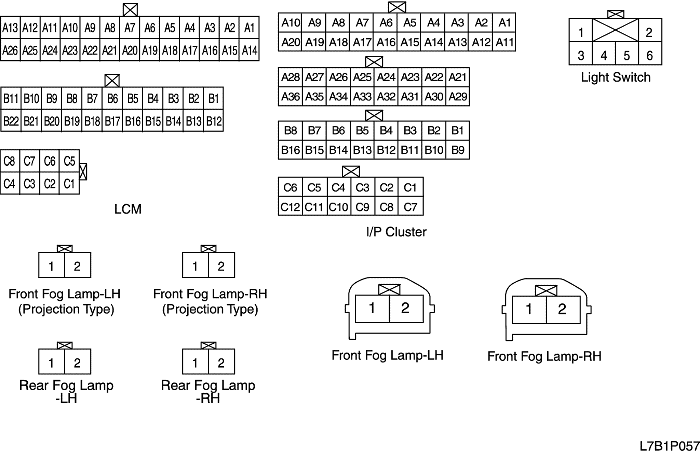 A13 A12 A11 A10 A9 A8 A7 A6 A5 A4 A3 A2 A1
A26 A25 A24 A23 A22 A21 A20 A19 A18 A17 A16 A15 A14
B11 B10 B9 B8 B7 B6 B5 B4 B3 B2 B1
B22 B21 B20 B19 B18 B17 B16 B15 B14 B13 B12
C8 C7 C6 C5
C4 C3 C2 C1
LCM
A10 A9 A8 A7 A6 A5 A4 A3 A2 A1
A20 A19 A18 A17 A16 A15 A14 A13 A12 A11
A28 A27 A26 A25 A24 A23 A22 A21
A36 A35 A34 A33 A32 A31 A30 A29
B8 B7 B6 B5 B4 B3 B2 B1
B16 B15 B14 B13 B12 B11 B10 B9
C6 C5 C4 C3 C2 C1
C12 C11 C10 C9 C8 C7
I/P Cluster
1 2
3 4 5 6
Light Switch
1 2
Front Fog Lamp-LH
(Projection Type)
1 2
Front Fog Lamp-RH
(Projection Type)
1 2
Front Fog Lamp-LH
1 2
Front Fog Lamp-RH
1 2
Rear Fog Lamp
-LH
1 2
Rear Fog Lamp
-RH
L7B1P057